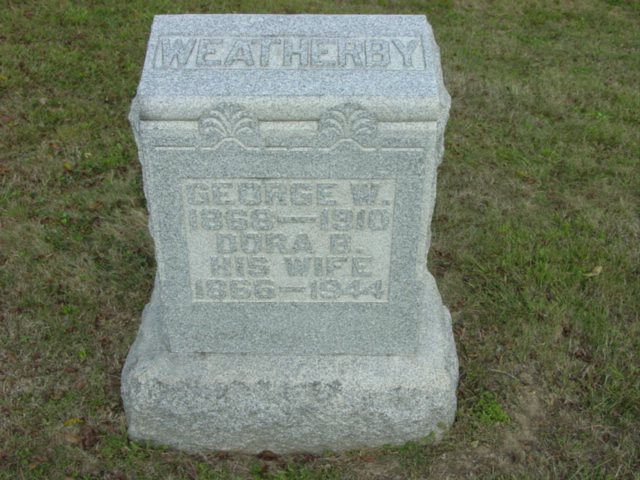 WEATHERBY
GEORGE W.
1868—1910
DORA B.
HIS WIFE
1866—1944